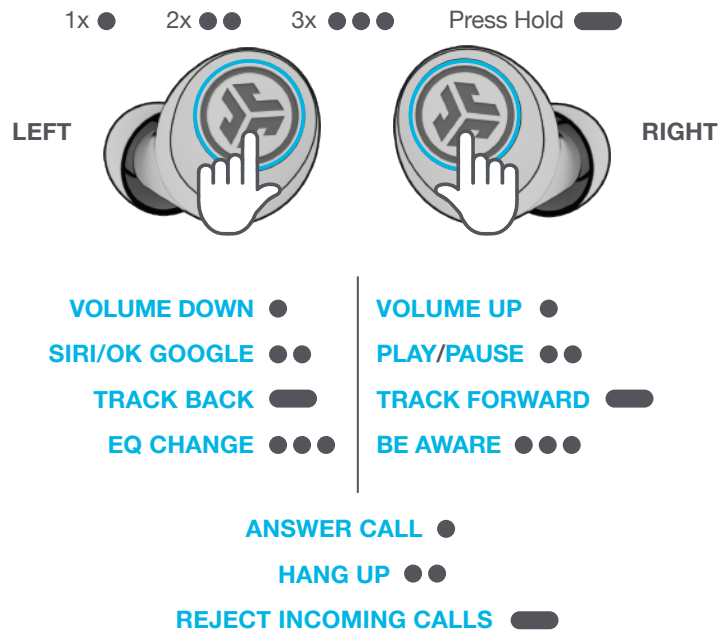 1x 2x 3x Press Hold
LEFT
RIGHT
VOLUME DOWN
SIRI/OK GOOGLE
TRACK BACK
EQ CHANGE
VOLUME UP
PLAY/PAUSE
TRACK FORWARD
BE AWARE
ANSWER CALL
HANG UP
REJECT INCOMING CALLS